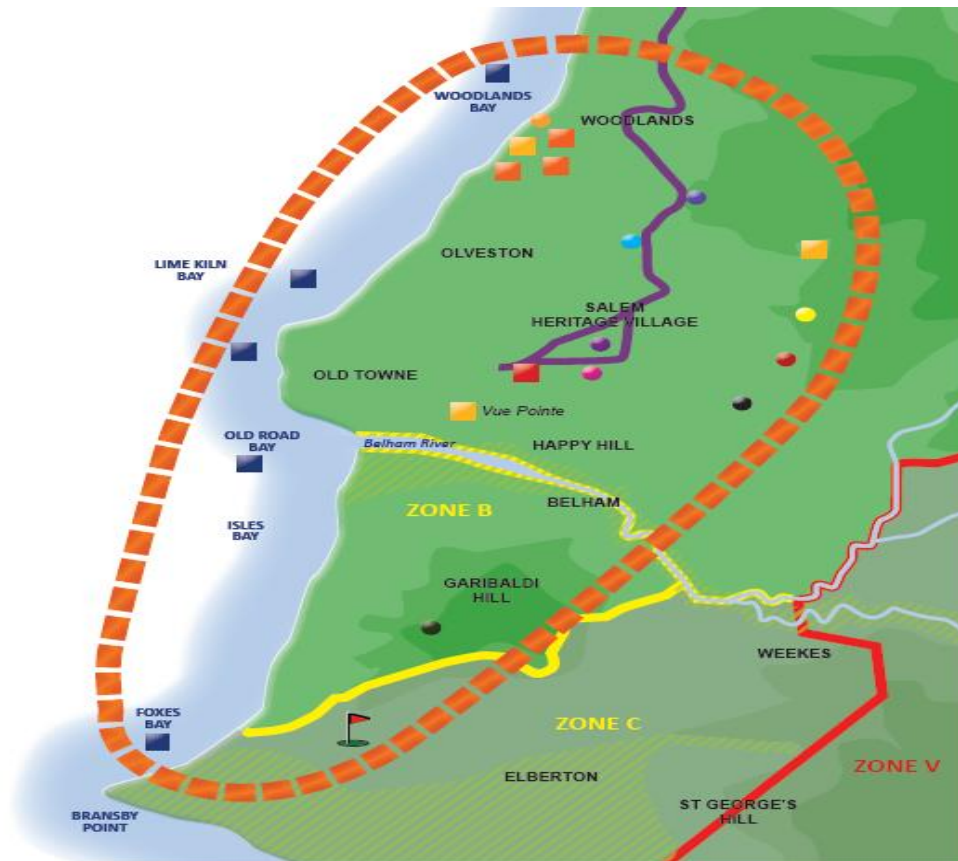 WOODLANDS
BAY
WOODLANDS
OLVESTON
LIME KILN
BAY
SALEM
HERITAGE VILLAGE
OLD TOWNE
Vue Pointe
OLD ROAD
BAY
Belham River
HAPPY HILL
BELHAM
ZONE B
ISLES
BAY
GARIBALDI
HILL
WEEKES
FOXES
BAY
ZONE C
ZONE V
ELBERTON
ST GEORGE'S
HILL
BRANSBY
POINT